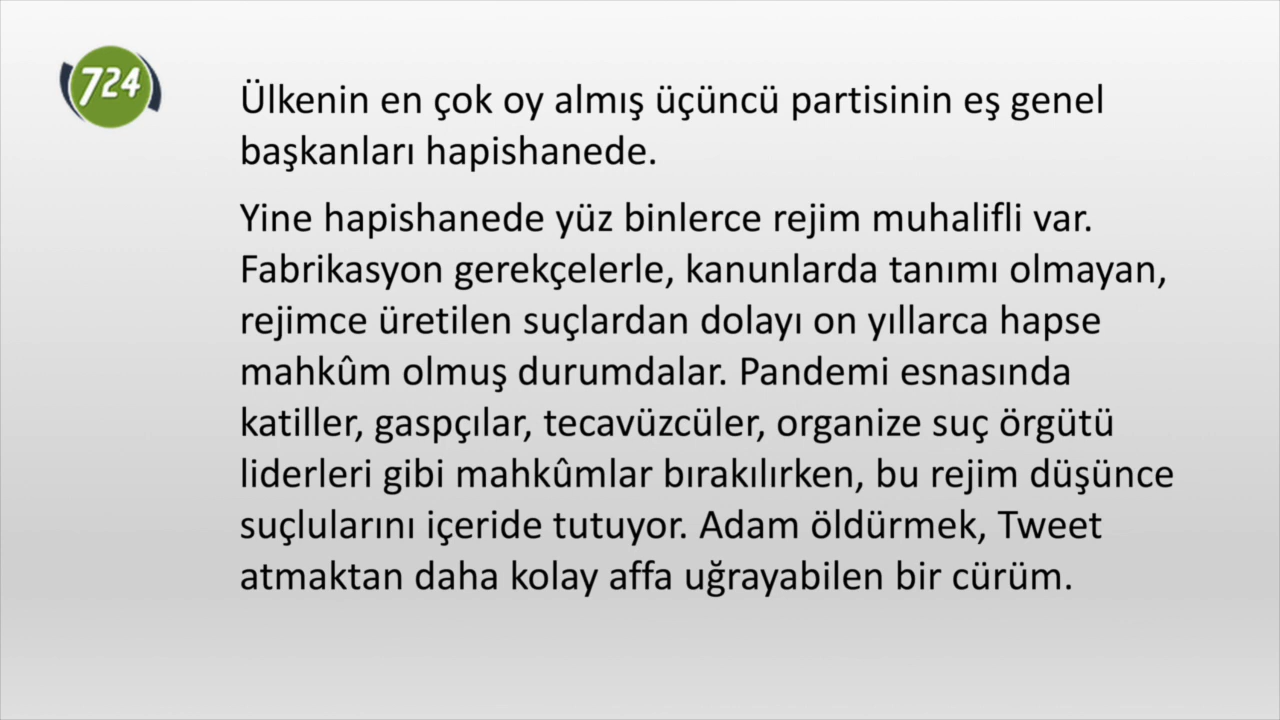 724
Ülkenin en çok oy almış üçüncü partisinin eş genel
başkanları hapishanede.
Yine hapishanede yüz binlerce rejim muhalifli var.
Fabrikasyon gerekçelerle, kanunlarda tanımı olmayan,
rejimce üretilen suçlardan dolayı on yıllarca hapse
mahkûm olmuş durumdalar. Pandemi esnasında
katiller, gaspçılar, tecavüzcüler, organize suç örgütü
liderleri gibi mahkûmlar bırakılırken, bu rejim düşünce
suçlularını içeride tutuyor. Adam öldürmek, Tweet
atmaktan daha kolay affa uğrayabilen bir cürüm.